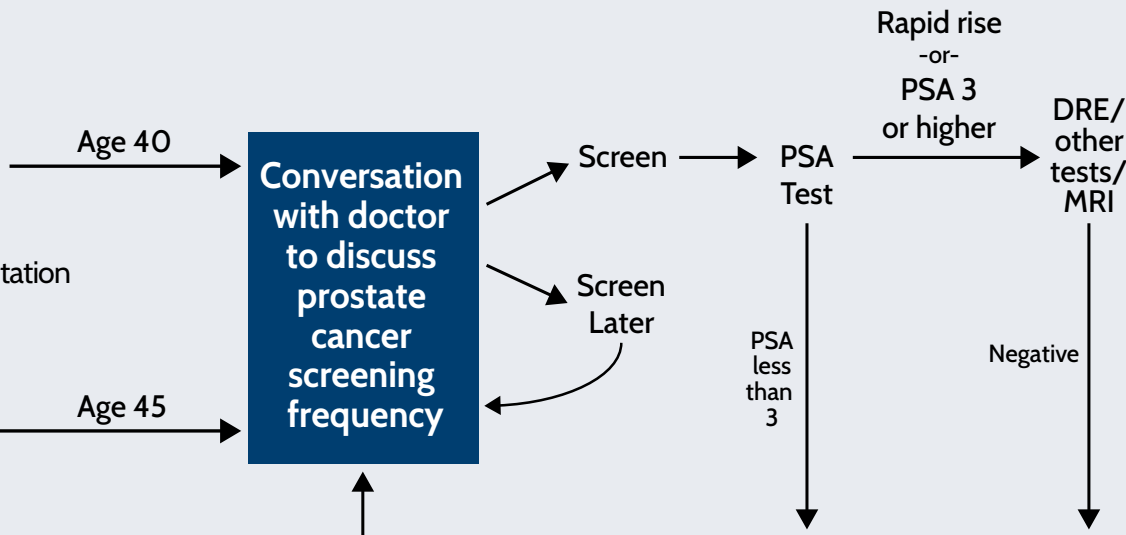 Age 40
tation
Age 45
Conversation
with doctor
to discuss
prostate
cancer
screening
frequency
Screen
Screen
Later
PSA
Test
Rapid rise
-or-
PSA 3
or higher
DRE/
other
tests/
MRI
PSA
less
than
3
Negative